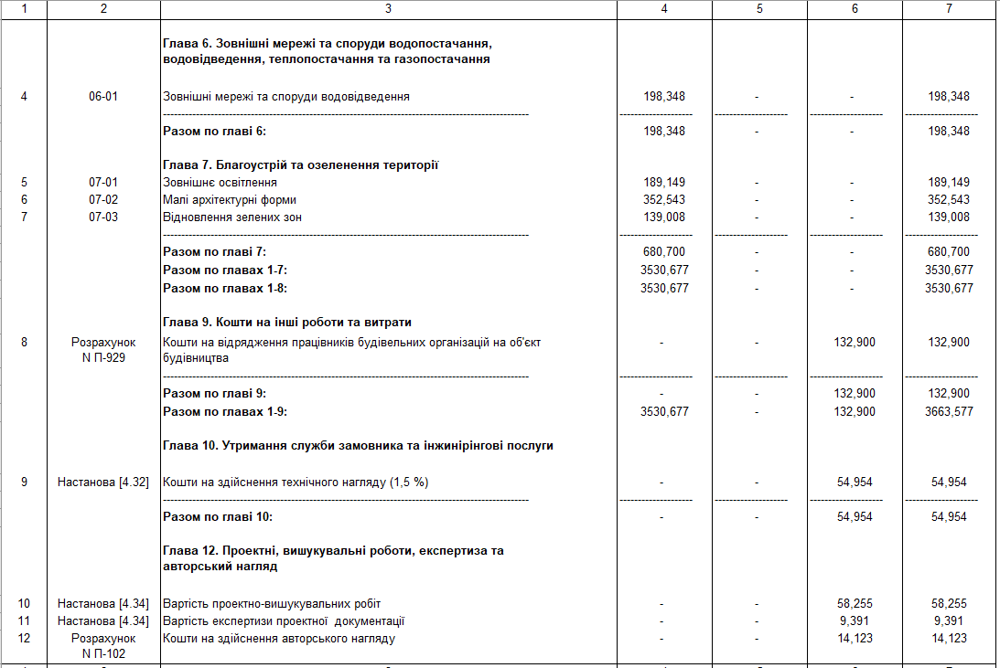 1 2 3 4 5 6 7
Глава 6. Зовнішні мережі та споруди водопостачання,
водовідведення, теплопостачання та газопостачання
4 06-01 Зовнішні мережі та споруди водовідведення 198,348 - - 198,348
Разом по главі 6: 198,348 - - 198,348
Глава 7. Благоустрій та озеленення території
5 07-01 Зовнішнє освітлення 189,149 - - 189,149
6 07-02 Малі архітектурні форми 352,543 - - 352,543
7 07-03 Відновлення зелених зон 139,008 - - 139,008
Разом по главі 7: 680,700 - - 680,700
Разом по главах 1-7: 3530,677 - - 3530,677
Разом по главах 1-8: 3530,677 - - 3530,677
Глава 9. Кошти на інші роботи та витрати
8 Розрахунок Кошти на відрядження працівників будівельних організацій на об'єкт - - 132,900 132,900
N П-929 будівництва
Разом по главі 9: - - 132,900 132,900
Разом по главах 1-9: 3530,677 - 132,900 3663,577
Глава 10. Утримання служби замовника та інжинірінгові послуги
9 Настанова [4.32] Кошти на здійснення технічного нагляду (1,5 %) - - 54,954 54,954
Разом по главі 10: - - 54,954 54,954
Глава 12. Проектні, вишукувальні роботи, експертиза та
авторський нагляд
10 Настанова [4.34] Вартість проектно-вишукувальних робіт - - 58,255 58,255
11 Настанова [4.34] Вартість експертизи проектної документації - - 9,391 9,391
12 Розрахунок Кошти на здійснення авторського нагляду - - 14,123 14,123
N П-102